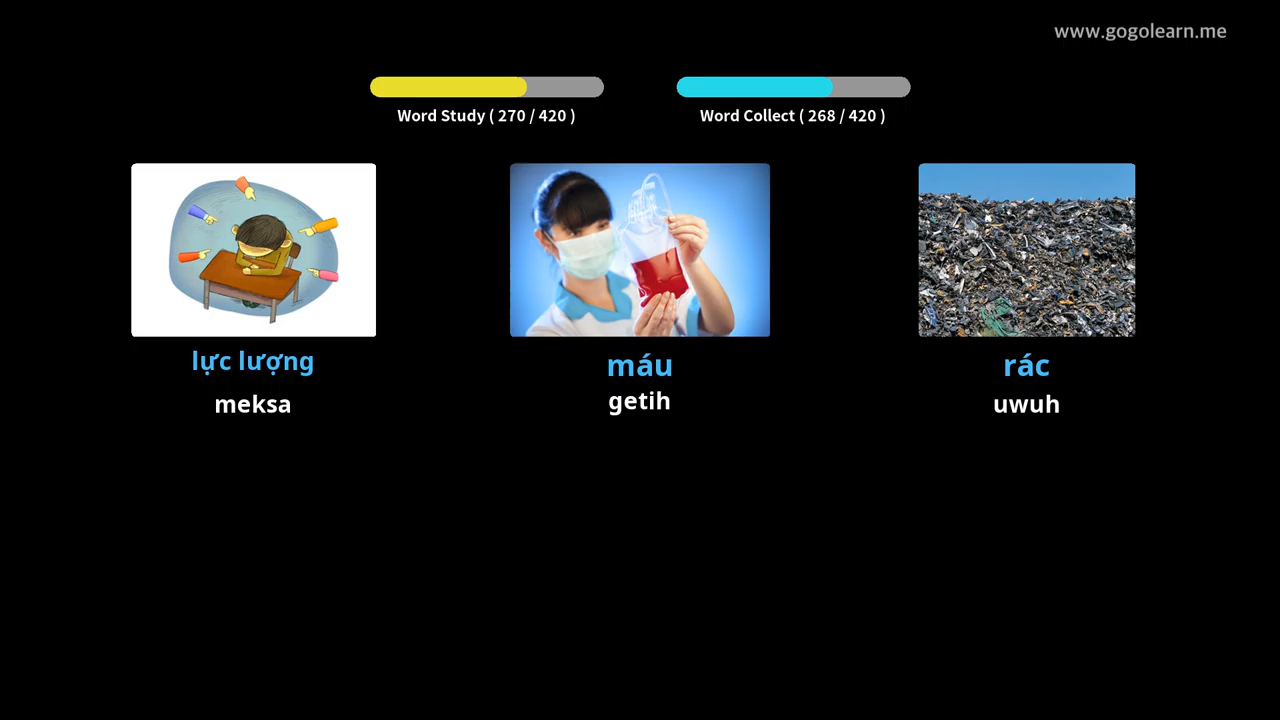 www.gogolearn.me
Word Study ( 270 / 420 )
Word Collect ( 268 / 420 )
lực lượng
meksa
máu
getih
rác
uwuh